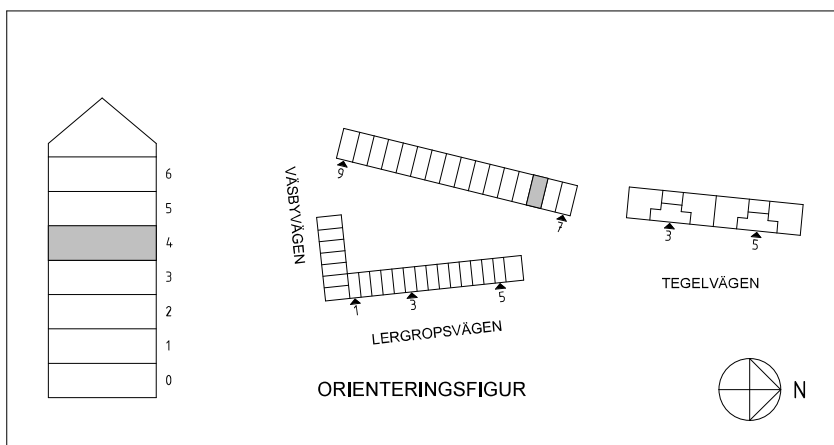 6
5
4
3
2
1
0
VÄSBYVÄGEN
9
7
1
3
5
LERGROPSVÄGEN
3
5
TEGELVÄGEN
ORIENTERINGSFIGUR
N